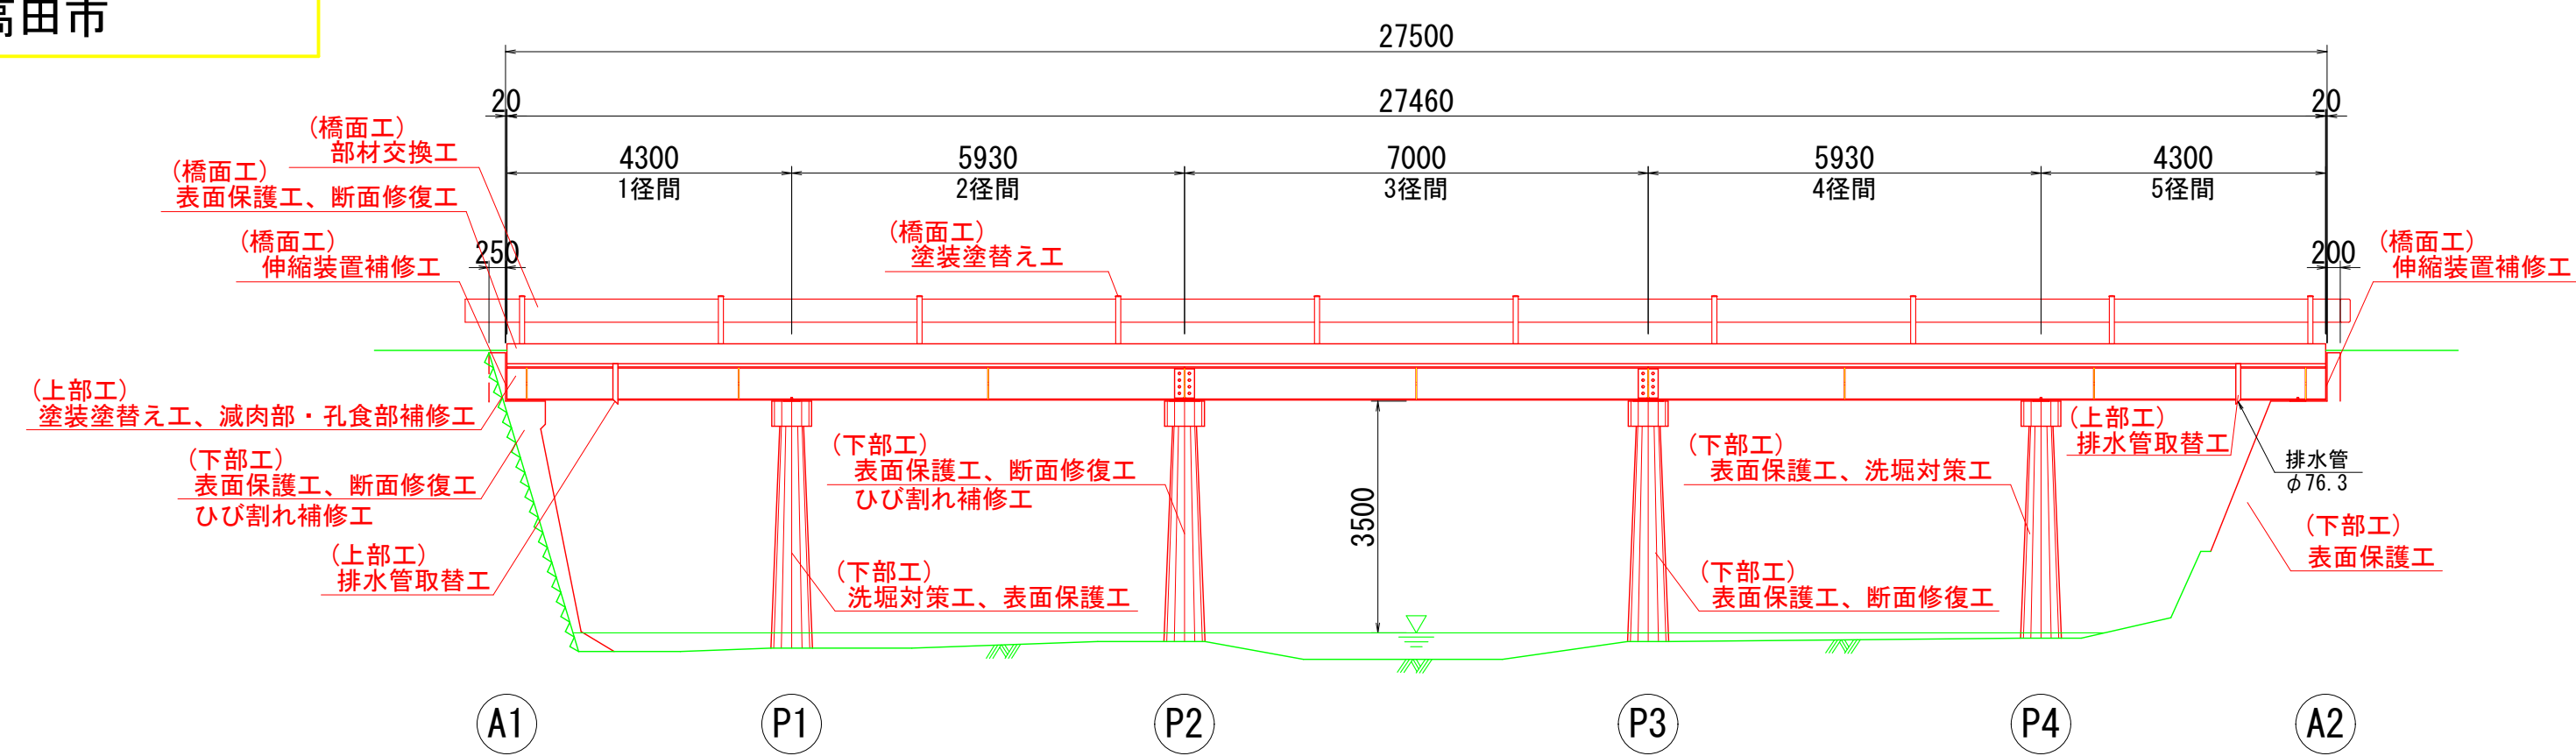 高田市
27500
20
27460
20
4300
5930
7000
5930
4300
1径間
2径間
3径間
4径間
5径間
(橋面工)
部材交換工
(橋面工)
表面保護工、断面修復工
(橋面工)
伸縮装置補修工
250
(橋面工)
塗装塗替え工
200
(橋面工)
伸縮装置補修工
(上部工)
塗装塗替え工、減肉部・孔食部補修工
(下部工)
表面保護工、断面修復工
ひび割れ補修工
(上部工)
排水管取替工
(下部工)
表面保護工、断面修復工
ひび割れ補修工
(下部工)
洗堀対策工、表面保護工
3500
(下部工)
表面保護工、洗堀対策工
(下部工)
表面保護工、断面修復工
(上部工)
排水管取替工
排水管
φ76.3
(下部工)
表面保護工
A1
P1
P2
P3
P4
A2